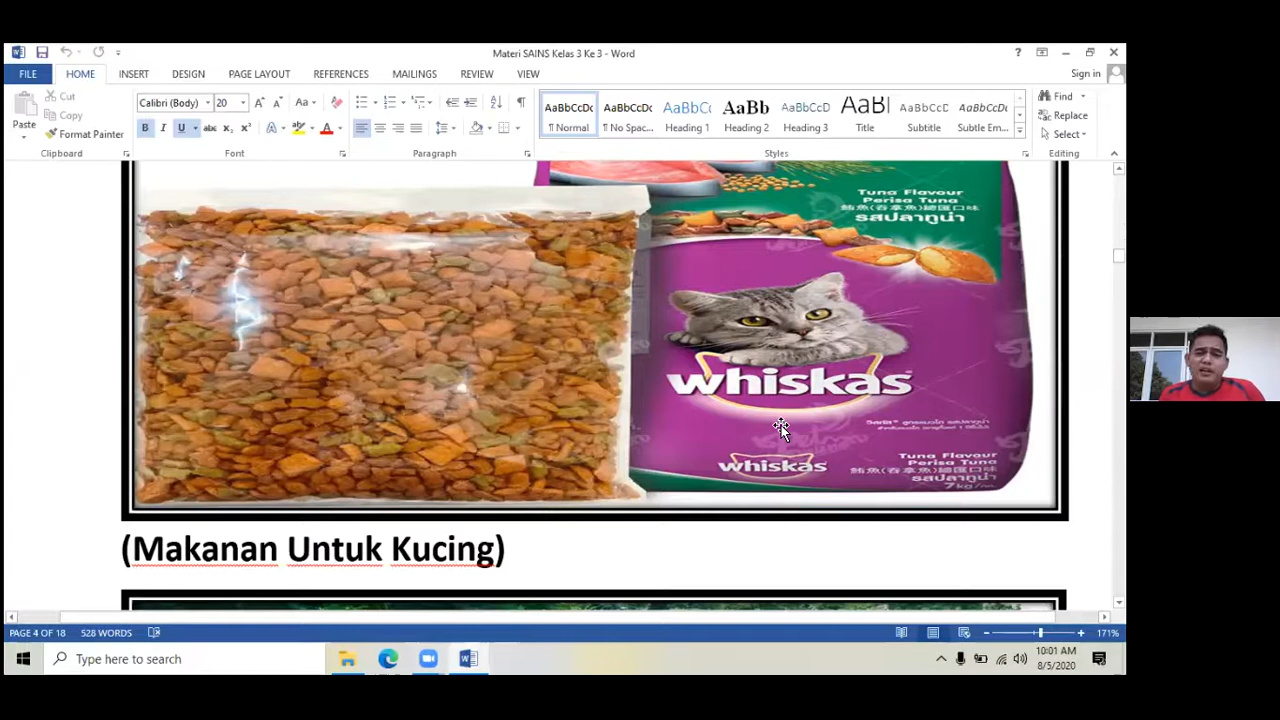 Materi SAINS Kelas 3 Ke 3 - Word
?
FILE HOME INSERT DESIGN PAGE LAYOUT REFERENCES MAILINGS REVIEW VIEW
Sign in
Paste
Cut
Copy
Format Painter
Clipboard
Calibri (Body) 20
Font
Paragraph
AaBbCcDc AaBbCcDc AaBbCc AaBb AaBbCcD AaBl AaBbCcD AaBbCcDc
¶ Normal ¶ No Spac... Heading 1 Heading 2 Heading 3 Title Subtitle Subtle Em...
Styles
Find
Replace
Select
Editing
Tuna Flavour
Perisa Tuna
รสปลาทูน่า
whiskas
whiskas
Tuna Flavour
Perisa Tuna
รสปลาทูน่า
7kg
(Makanan Untuk Kucing)
PAGE 4 OF 18 528 WORDS
171%
Type here to search
10:01 AM
8/5/2020